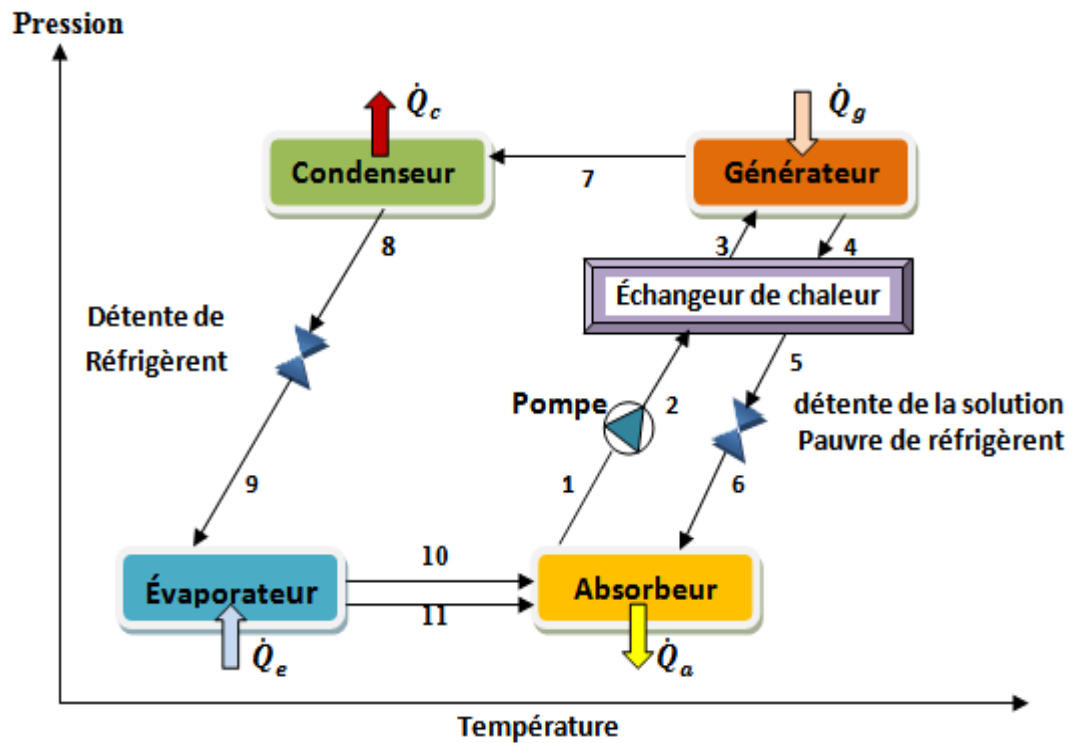 Pression
Q̇c
Q̇g
Condenseur
7
Générateur
8
3
4
Échangeur de chaleur
Détente de
Réfrigèrent
5
Pompe
2
détente de la solution
Pauvre de réfrigèrent
9
1
6
10
Évaporateur
Absorbeur
11
Q̇e
Q̇a
Température